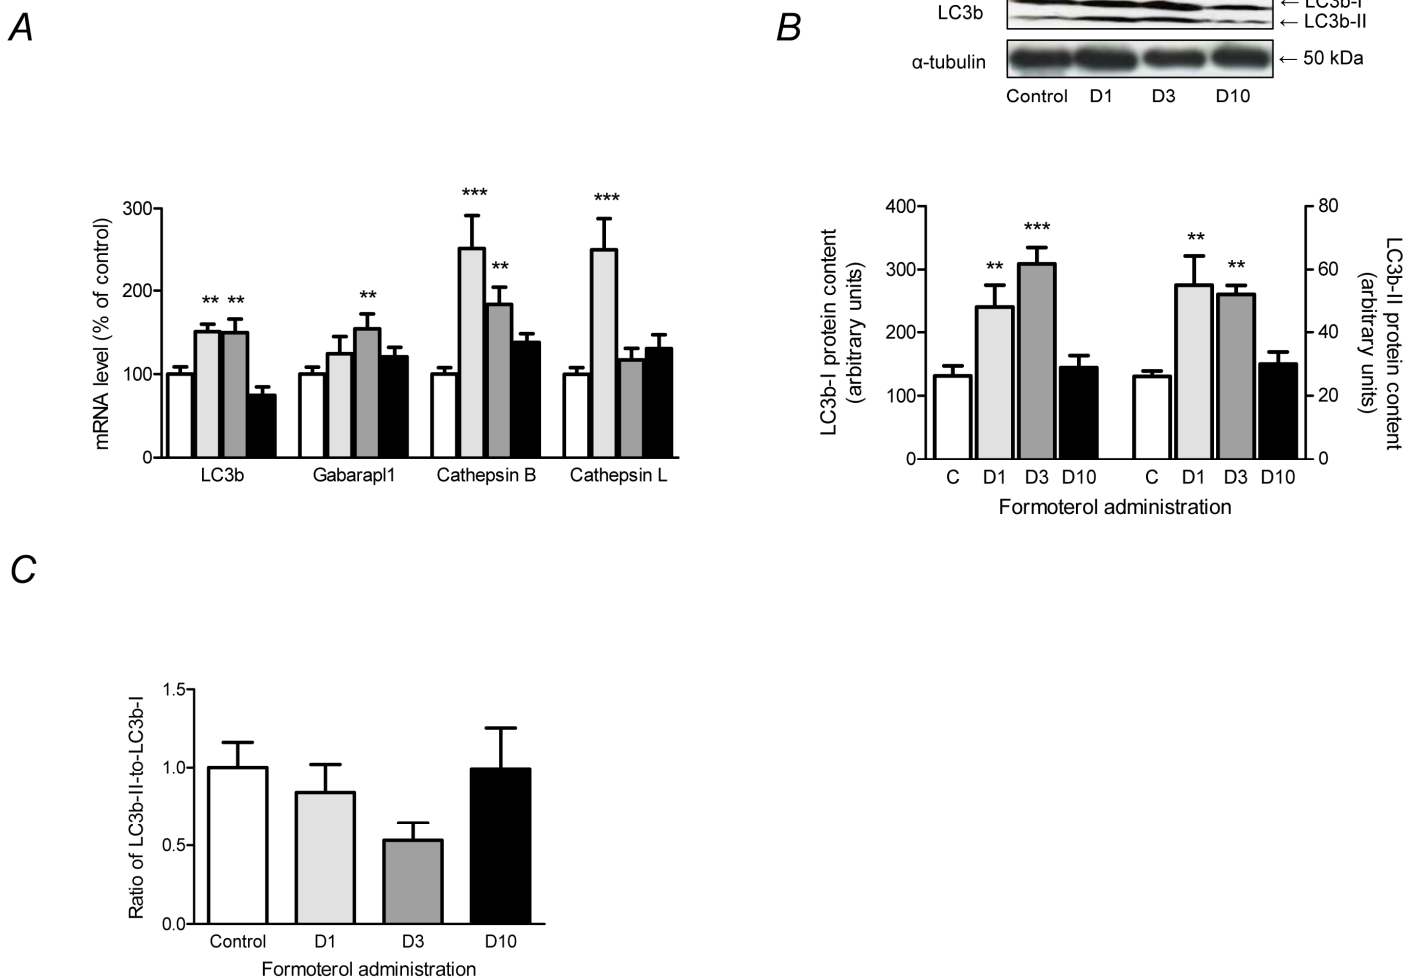 A
B
LC3b
← LC3b-I
← LC3b-II
α-tubulin
← 50 kDa
Control D1 D3 D10
mRNA level (% of control)
300
200
100
0
** **
**
***
**
***
LC3b Gabarapl1 Cathepsin B Cathepsin L
LC3b-I protein content
(arbitrary units)
400
300
200
100
0
**
***
**
**
80
60
40
20
0
LC3b-II protein content
(arbitrary units)
C D1 D3 D10 C D1 D3 D10
Formoterol administration
C
Ratio of LC3b-II-to-LC3b-I
1.5
1.0
0.5
0.0
Control D1 D3 D10
Formoterol administration